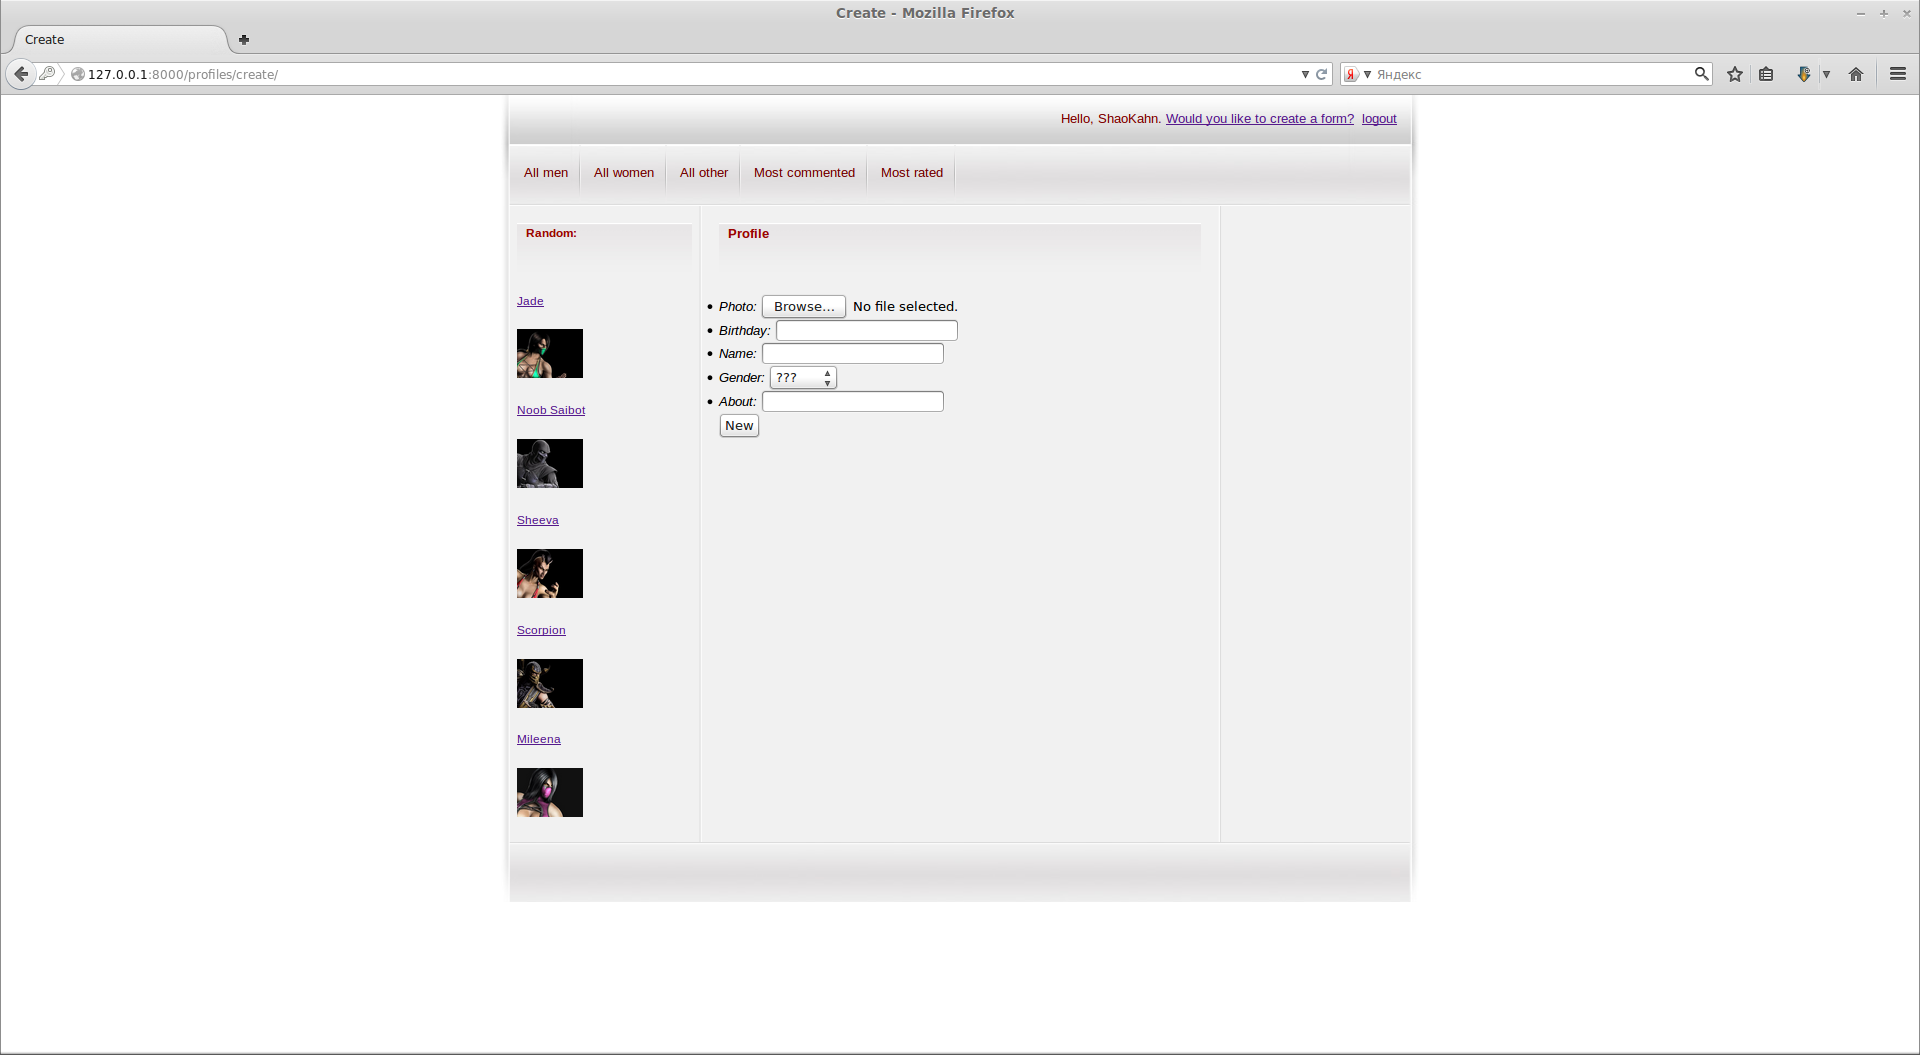 Create - Mozilla Firefox
Create
127.0.0.1:8000/profiles/create/
Я Яндекс
Hello, ShaoKahn. Would you like to create a form? logout
All men All women All other Most commented Most rated
Random:
Jade
Noob Saibot
Sheeva
Scorpion
Mileena
Profile
Photo: Browse... No file selected.
Birthday:
Name:
Gender: ???
About:
New